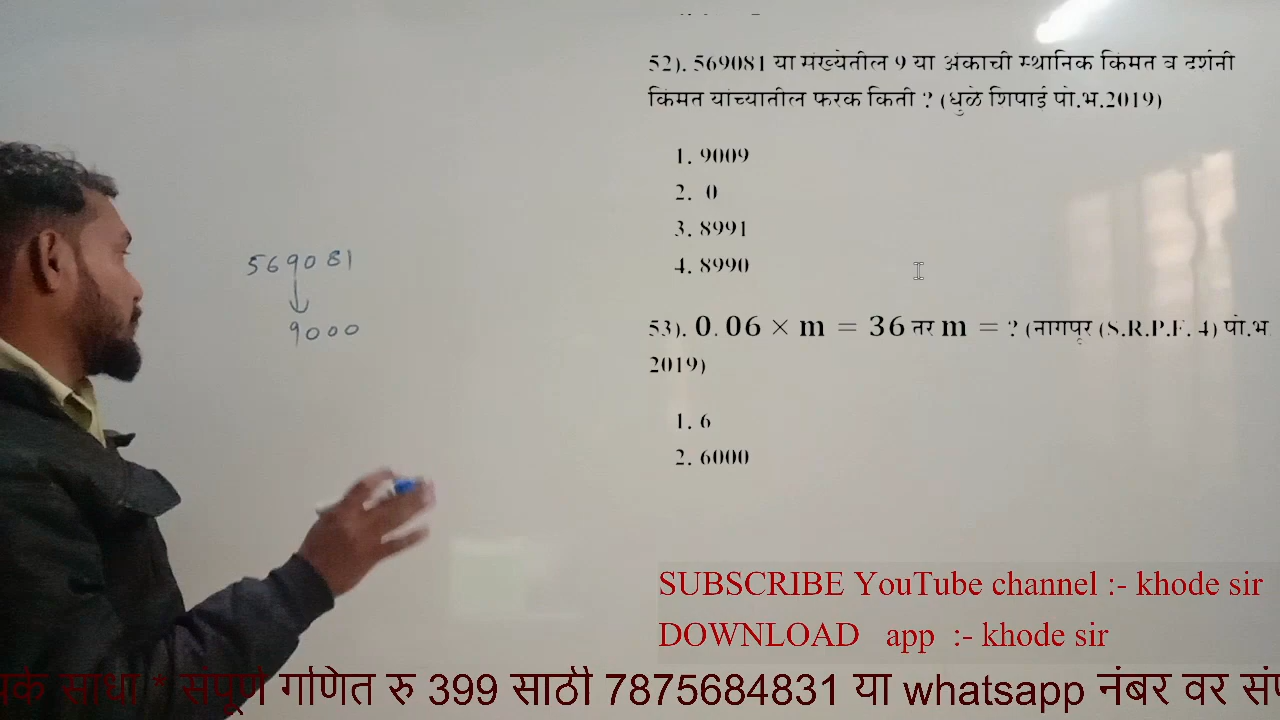 52). 569081 या संख्येतील 9 या अंकाची स्थानिक किंमत व दर्शनी
किंमत यांच्यातील फरक किती ? (धुळे शिपाई पो.भ.2019)
1. 9009
2. 0
3. 8991
4. 8990
569081
9000
53). 0.06 × m = 36 तर m = ? (नागपूर (S.R.P.F. 4) पो.भ
2019)
1. 6
2. 6000
SUBSCRIBE YouTube channel :- khode sir
DOWNLOAD app :- khode sir
साधा * संपूर्ण गणित रु 399 साठी 7875684831 या whatsapp नंबर वर